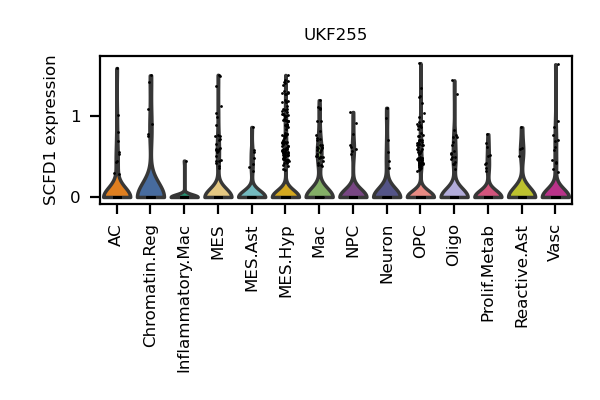 UKF255
SCFD1 expression
1
0
AC
Chromatin.Reg
Inflammatory.Mac
MES
MES.Ast
MES.Hyp
Mac
NPC
Neuron
OPC
Oligo
Prolif.Metab
Reactive.Ast
Vasc